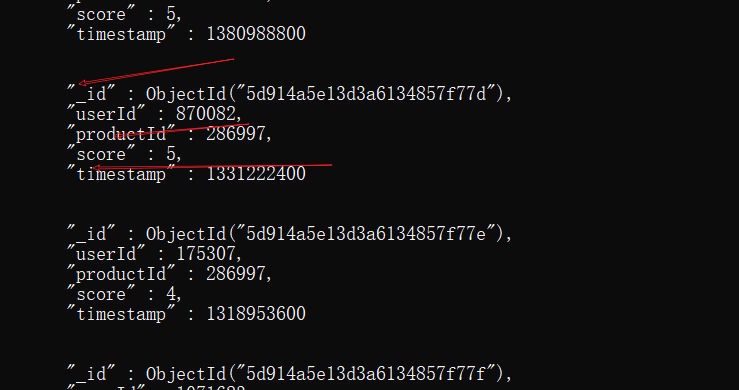 "score" : 5,
"timestamp" : 1380988800
"_id" : ObjectId("5d914a5e13d3a6134857f77d"),
"userId" : 870082,
"productId" : 286997,
"score" : 5,
"timestamp" : 1331222400
"_id" : ObjectId("5d914a5e13d3a6134857f77e"),
"userId" : 175307,
"productId" : 286997,
"score" : 4,
"timestamp" : 1318953600
"_id" : ObjectId("5d914a5e13d3a6134857f77f"),